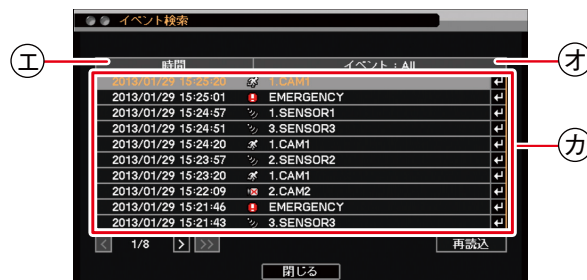 イベント検索
エ
時間 イベント : All
オ
2013/01/29 15:25:20 1.CAM1
2013/01/29 15:25:01 EMERGENCY
2013/01/29 15:24:57 1.SENSOR1
2013/01/29 15:24:51 3.SENSOR3
2013/01/29 15:24:20 1.CAM1
カ
2013/01/29 15:23:57 2.SENSOR2
2013/01/29 15:23:20 1.CAM1
2013/01/29 15:22:09 2.CAM2
2013/01/29 15:21:46 EMERGENCY
2013/01/29 15:21:43 3.SENSOR3
< 1/8 > >> 再読込
閉じる